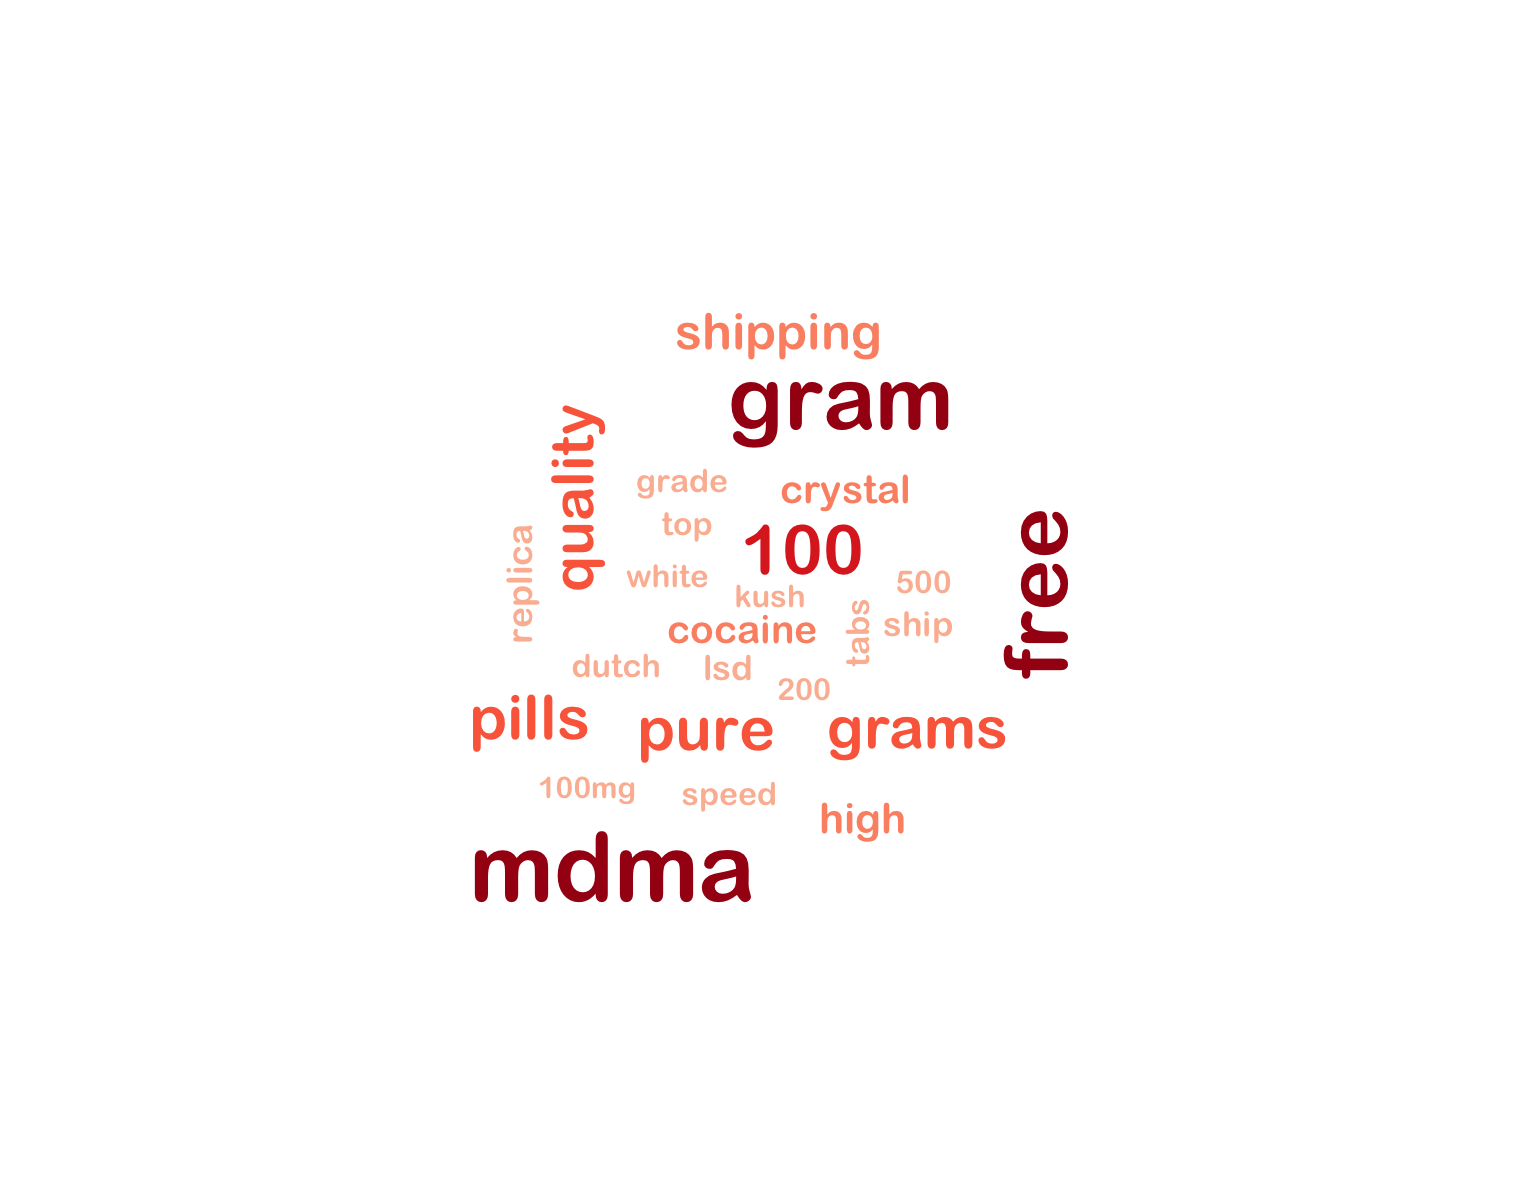 shipping
gram
quality
grade
crystal
top
100
free
replica
white
kush
500
tabs
ship
cocaine
dutch
lsd
200
pills
pure
grams
100mg
speed
high
mdma